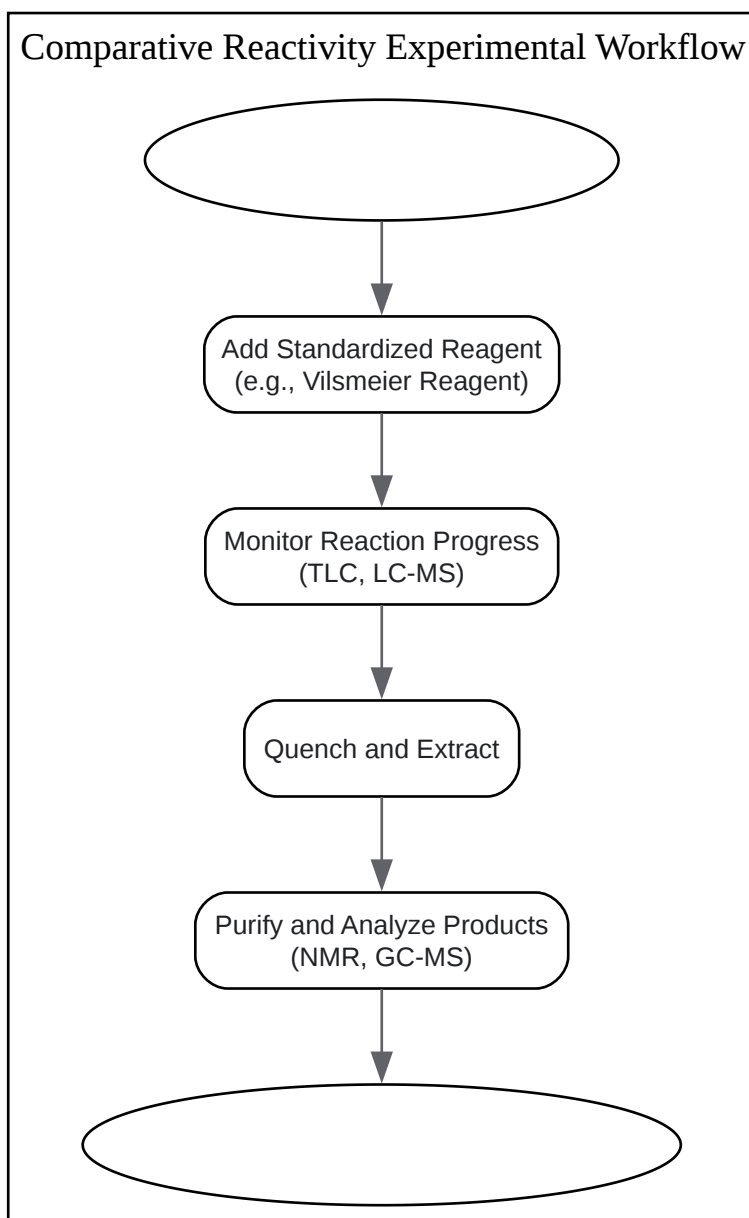 Comparative Reactivity Experimental Workflow
Add Standardized Reagent
(e.g., Vilsmeier Reagent)
Monitor Reaction Progress
(TLC, LC-MS)
Quench and Extract
Purify and Analyze Products
(NMR, GC-MS)